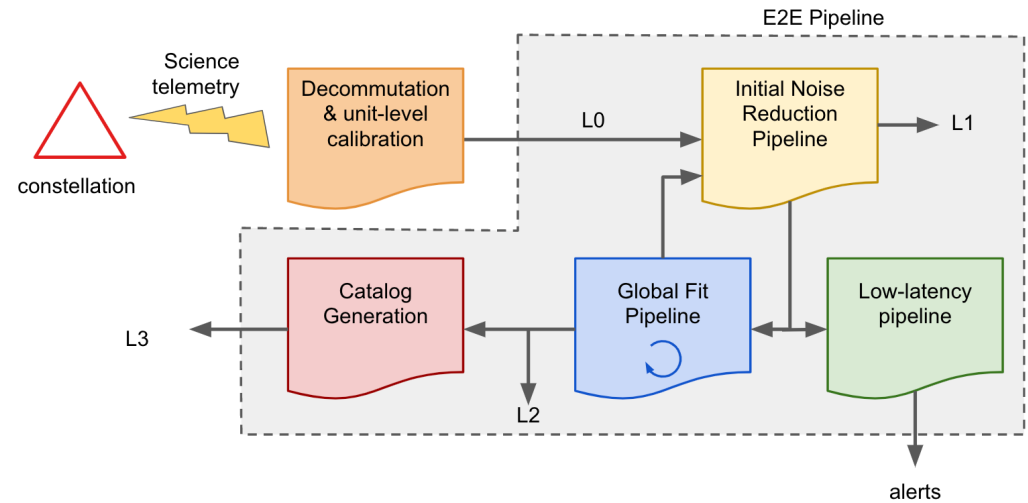 E2E Pipeline
Science
telemetry
constellation
Decommutation
& unit-level
calibration
L0
Initial Noise
Reduction
Pipeline
L1
L3
Catalog
Generation
L2
Global Fit
Pipeline
Low-latency
pipeline
alerts